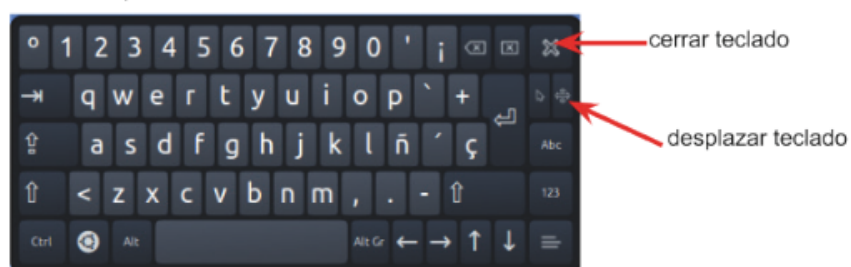 º 1 2 3 4 5 6 7 8 9 0 ' ¡
cerrar teclado
q w e r t y u i o p ` +
desplazar teclado
a s d f g h j k l ñ ´ ç Abc
< z x c v b n m , . - 123
Ctrl Alt Alt Gr